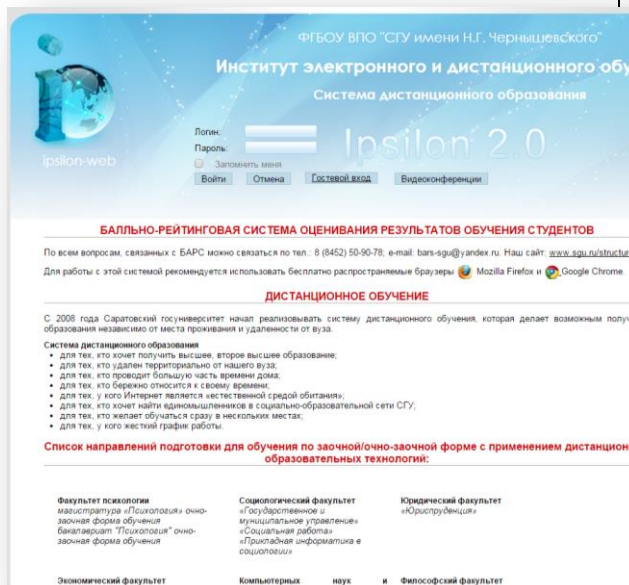 ФГБОУ ВПО "СГУ имени Н.Г. Чернышевского"
Институт электронного и дистанционного обу
Система дистанционного образования
ipsilon-web
Логин:
Пароль:
Ipsilon 2.0
Запомнить меня
Войти Отмена Гостевой вход Видеоконференции
БАЛЛЬНО-РЕЙТИНГОВАЯ СИСТЕМА ОЦЕНИВАНИЯ РЕЗУЛЬТАТОВ ОБУЧЕНИЯ СТУДЕНТОВ
По всем вопросам, связанных с БАРС можно связаться по тел.: 8 (8452) 50-90-78; e-mail: bars-sgu@yandex.ru. Наш сайт: www.sgu.ru/structur
Для работы с этой системой рекомендуется использовать бесплатно распространяемые браузеры Mozilla Firefox и Google Chrome.
ДИСТАНЦИОННОЕ ОБУЧЕНИЕ
С 2008 года Саратовский госуниверситет начал реализовывать систему дистанционного обучения, которая делает возможным получ
образования независимо от места проживания и удаленности от вуза.
Система дистанционного образования
• для тех, кто хочет получить высшее, второе высшее образование;
• для тех, кто удален территориально от нашего вуза;
• для тех, кто проводит большую часть времени дома;
• для тех, кто бережно относится к своему времени;
• для тех, у кого Интернет является «естественной средой обитания»;
• для тех, кто хочет найти единомышленников в социально-образовательной сети СГУ;
• для тех, кто желает обучаться сразу в нескольких местах;
• для тех, у кого жесткий график работы.
Список направлений подготовки для обучения по заочной/очно-заочной форме с применением дистанцион
образовательных технологий:
Факультет психологии
магистратура «Психология» очно-
заочная форма обучения
бакалавриат "Психология" очно-
заочная форма обучения
Социологический факультет
«Государственное и
муниципальное управление»
«Социальная работа»
«Прикладная информатика в
социологии»
Юридический факультет
«Юриспруденция»
Экономический факультет
Компьютерных наук и
Философский факультет